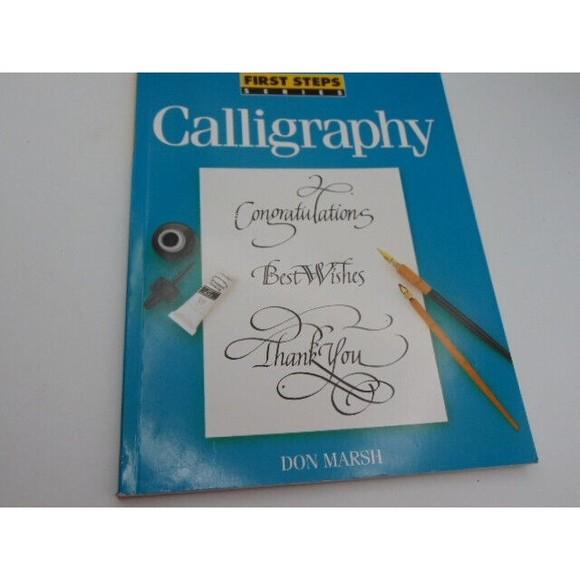 FIRST STEPS
SERIES
Calligraphy
Congratulations
Best Wishes
Thank You
DON MARSH